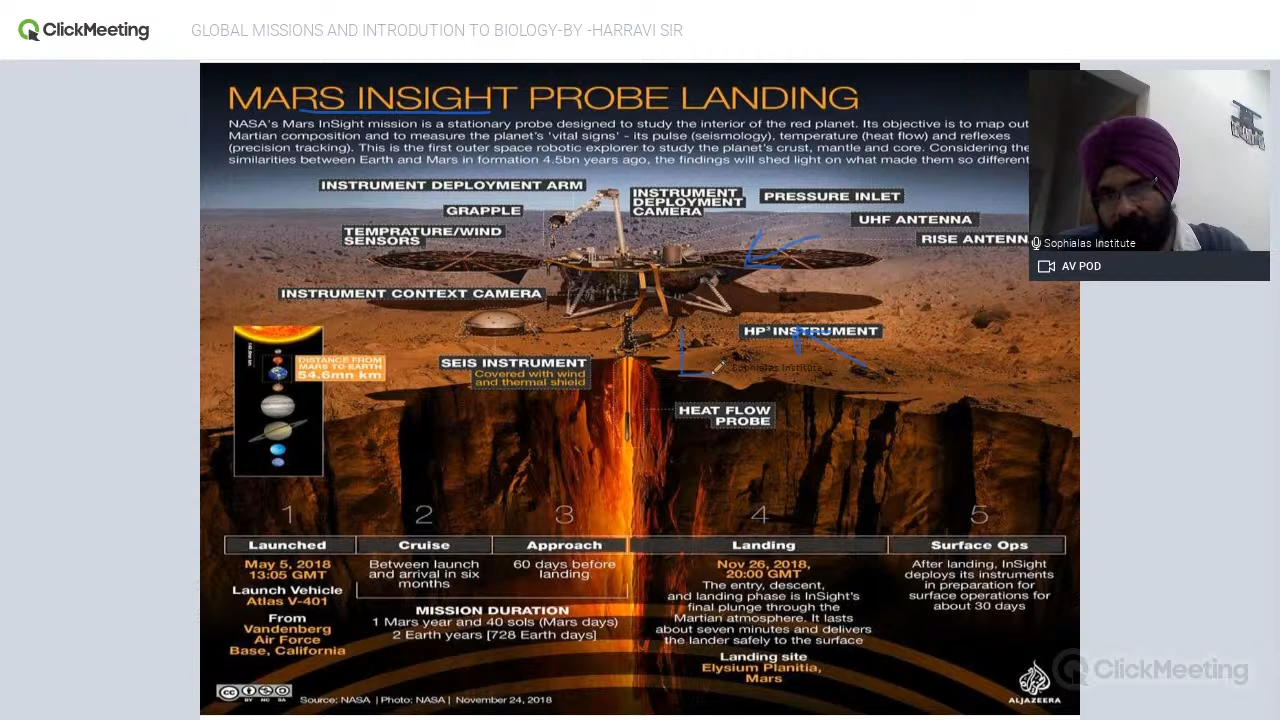 ClickMeeting
GLOBAL MISSIONS AND INTRODUTION TO BIOLOGY-BY -HARRAVI SIR
MARS INSIGHT PROBE LANDING
NASA's Mars InSight mission is a stationary probe designed to study the interior of the red planet. Its objective is to map out
Martian composition and to measure the planet's 'vital signs' - its pulse (seismology), temperature (heat flow) and reflexes
(precision tracking). This is the first outer space robotic explorer to study the planet's crust, mantle and core. Considering the
similarities between Earth and Mars in formation 4.5bn years ago, the findings will shed light on what made them so different
INSTRUMENT DEPLOYMENT ARM
GRAPPLE
TEMPRATURE/WIND
SENSORS
INSTRUMENT
DEPLOYMENT
CAMERA
PRESSURE INLET
UHF ANTENNA
RISE ANTENN
Sophialas Institute
AV POD
INSTRUMENT CONTEXT CAMERA
HP³ INSTRUMENT
Sophialas Institute
DISTANCE FROM
MARS TO EARTH
54.6mn km
SEIS INSTRUMENT
Covered with wind
and thermal shield
HEAT FLOW
PROBE
1
Launched
May 5, 2018
13:05 GMT
Launch Vehicle
Atlas V-401
From
Vandenberg
Air Force
Base, California
2
Cruise
Between launch
and arrival in six
months
3
Approach
60 days before
landing
MISSION DURATION
1 Mars year and 40 sols (Mars days)
2 Earth years [728 Earth days]
4
Landing
Nov 26, 2018,
20:00 GMT
The entry, descent,
and landing phase is InSight's
final plunge through the
Martian atmosphere. It lasts
about seven minutes and delivers
the lander safely to the surface
Landing site
Elysium Planitia,
Mars
5
Surface Ops
After landing, InSight
deploys its instruments
in preparation for
surface operations for
about 30 days
CC BY NC SA
Source: NASA | Photo: NASA | November 24, 2018
ALJAZEERA
ClickMeeting